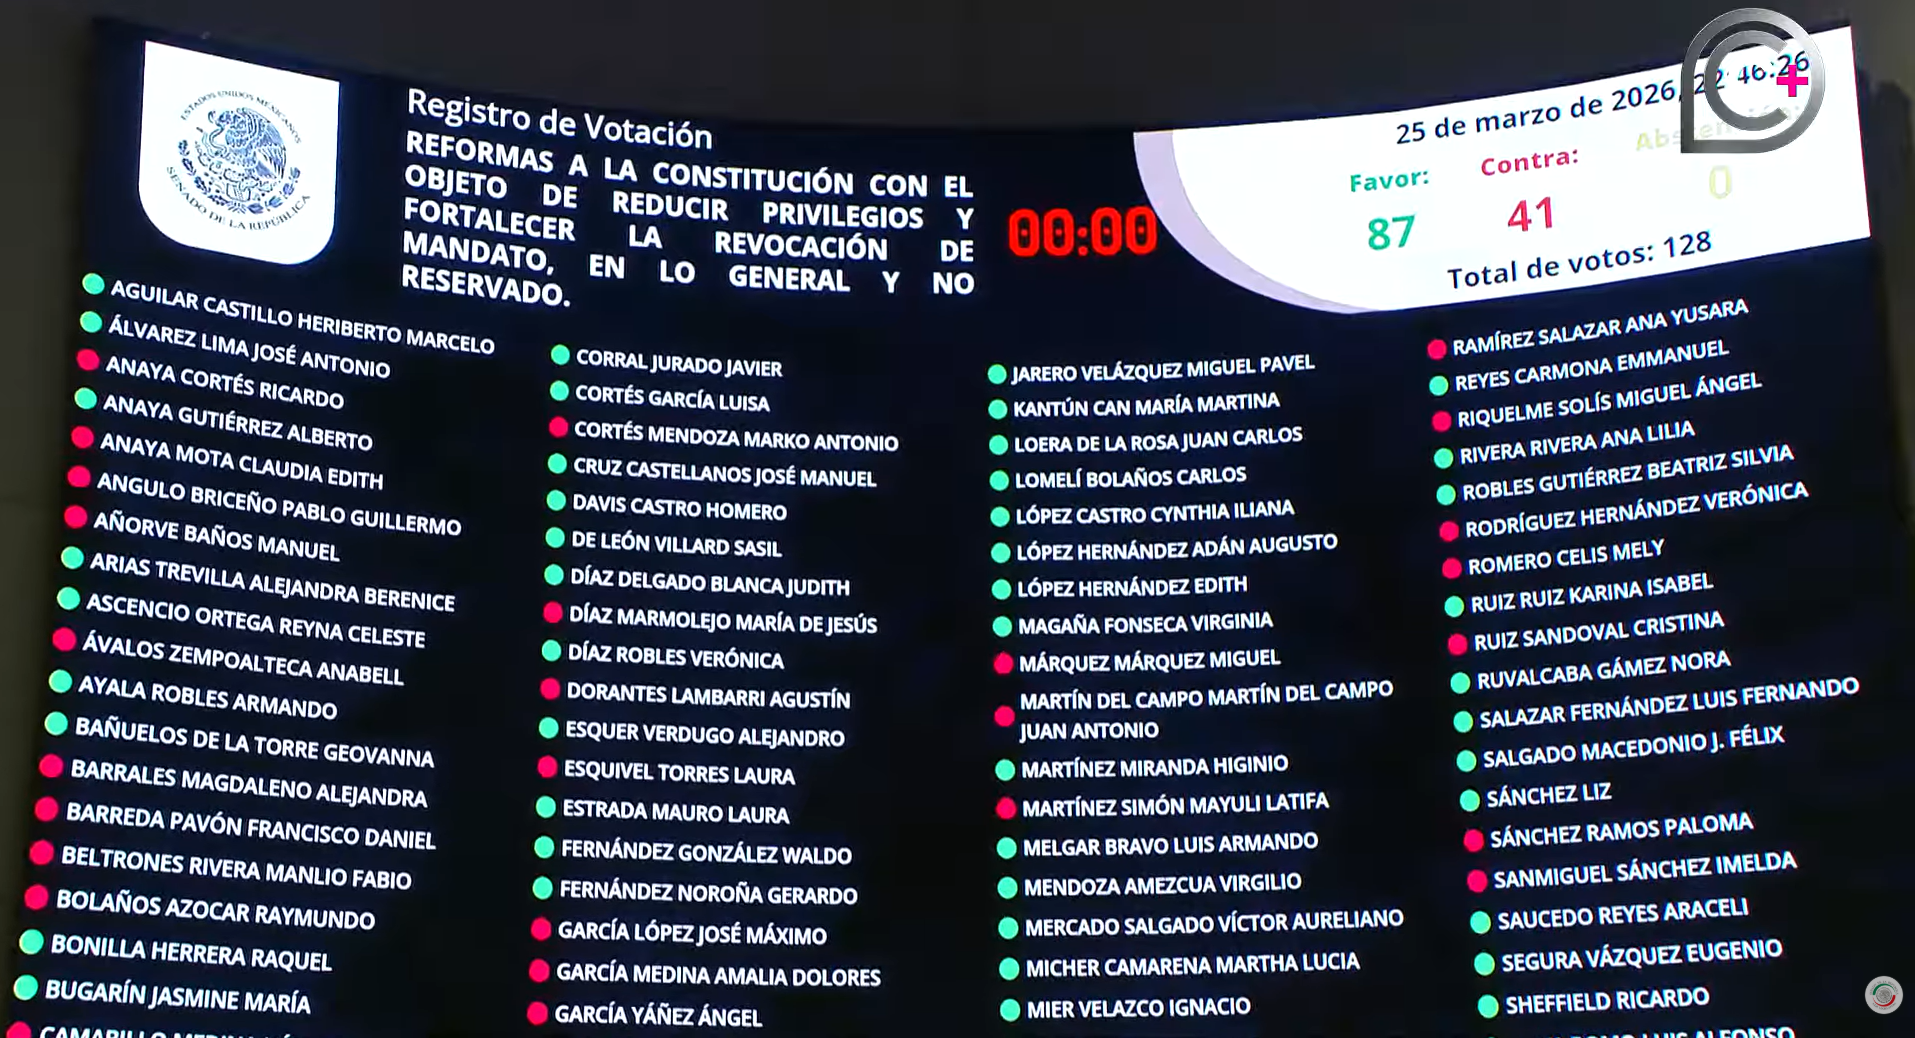 ESTADOS UNIDOS MEXICANOS
SENADO DE LA REPÚBLICA
Registro de Votación
REFORMAS A LA CONSTITUCIÓN CON EL
OBJETO DE REDUCIR PRIVILEGIOS Y
FORTALECER LA REVOCACIÓN DE
MANDATO, EN LO GENERAL Y NO
RESERVADO.
00:00
25 de marzo de 2026, 22:46:26
Favor:
87
Contra:
41
0
Total de votos: 128
AGUILAR CASTILLO HERIBERTO MARCELO
ÁLVAREZ LIMA JOSÉ ANTONIO
ANAYA CORTÉS RICARDO
ANAYA GUTIÉRREZ ALBERTO
ANAYA MOTA CLAUDIA EDITH
ANGULO BRICEÑO PABLO GUILLERMO
AÑORVE BAÑOS MANUEL
ARIAS TREVILLA ALEJANDRA BERENICE
ASCENCIO ORTEGA REYNA CELESTE
ÁVALOS ZEMPOALTECA ANABELL
AYALA ROBLES ARMANDO
BAÑUELOS DE LA TORRE GEOVANNA
BARRALES MAGDALENO ALEJANDRA
BARREDA PAVÓN FRANCISCO DANIEL
BELTRONES RIVERA MANLIO FABIO
BOLAÑOS AZOCAR RAYMUNDO
BONILLA HERRERA RAQUEL
BUGARÍN JASMINE MARÍA
CORRAL JURADO JAVIER
CORTÉS GARCÍA LUISA
CORTÉS MENDOZA MARKO ANTONIO
CRUZ CASTELLANOS JOSÉ MANUEL
DAVIS CASTRO HOMERO
DE LEÓN VILLARD SASIL
DÍAZ DELGADO BLANCA JUDITH
DÍAZ MARMOLEJO MARÍA DE JESÚS
DÍAZ ROBLES VERÓNICA
DORANTES LAMBARRI AGUSTÍN
ESQUER VERDUGO ALEJANDRO
ESQUIVEL TORRES LAURA
ESTRADA MAURO LAURA
FERNÁNDEZ GONZÁLEZ WALDO
FERNÁNDEZ NOROÑA GERARDO
GARCÍA LÓPEZ JOSÉ MÁXIMO
GARCÍA MEDINA AMALIA DOLORES
GARCÍA YÁÑEZ ÁNGEL
JARERO VELÁZQUEZ MIGUEL PAVEL
KANTÚN CAN MARÍA MARTINA
LOERA DE LA ROSA JUAN CARLOS
LOMELÍ BOLAÑOS CARLOS
LÓPEZ CASTRO CYNTHIA ILIANA
LÓPEZ HERNÁNDEZ ADÁN AUGUSTO
LÓPEZ HERNÁNDEZ EDITH
MAGAÑA FONSECA VIRGINIA
MÁRQUEZ MÁRQUEZ MIGUEL
MARTÍN DEL CAMPO MARTÍN DEL CAMPO
JUAN ANTONIO
MARTÍNEZ MIRANDA HIGINIO
MARTÍNEZ SIMÓN MAYULI LATIFA
MELGAR BRAVO LUIS ARMANDO
MENDOZA AMEZCUA VIRGILIO
MERCADO SALGADO VÍCTOR AURELIANO
MICHER CAMARENA MARTHA LUCIA
MIER VELAZCO IGNACIO
RAMÍREZ SALAZAR ANA YUSARA
REYES CARMONA EMMANUEL
RIQUELME SOLÍS MIGUEL ÁNGEL
RIVERA RIVERA ANA LILIA
ROBLES GUTIÉRREZ BEATRIZ SILVIA
RODRÍGUEZ HERNÁNDEZ VERÓNICA
ROMERO CELIS MELY
RUIZ RUIZ KARINA ISABEL
RUIZ SANDOVAL CRISTINA
RUVALCABA GÁMEZ NORA
SALAZAR FERNÁNDEZ LUIS FERNANDO
SALGADO MACEDONIO J. FÉLIX
SÁNCHEZ LIZ
SÁNCHEZ RAMOS PALOMA
SANMIGUEL SÁNCHEZ IMELDA
SAUCEDO REYES ARACELI
SEGURA VÁZQUEZ EUGENIO
SHEFFIELD RICARDO
LUIS ALFONSO